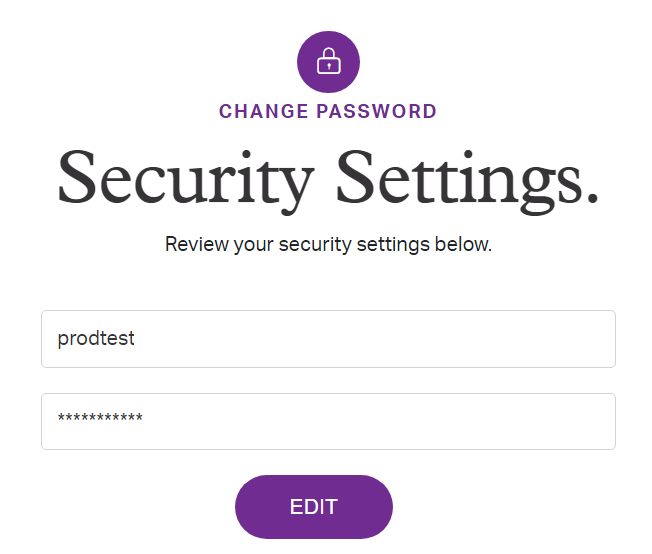 CHANGE PASSWORD
Security Settings.
Review your security settings below.
prodtest
***********
EDIT